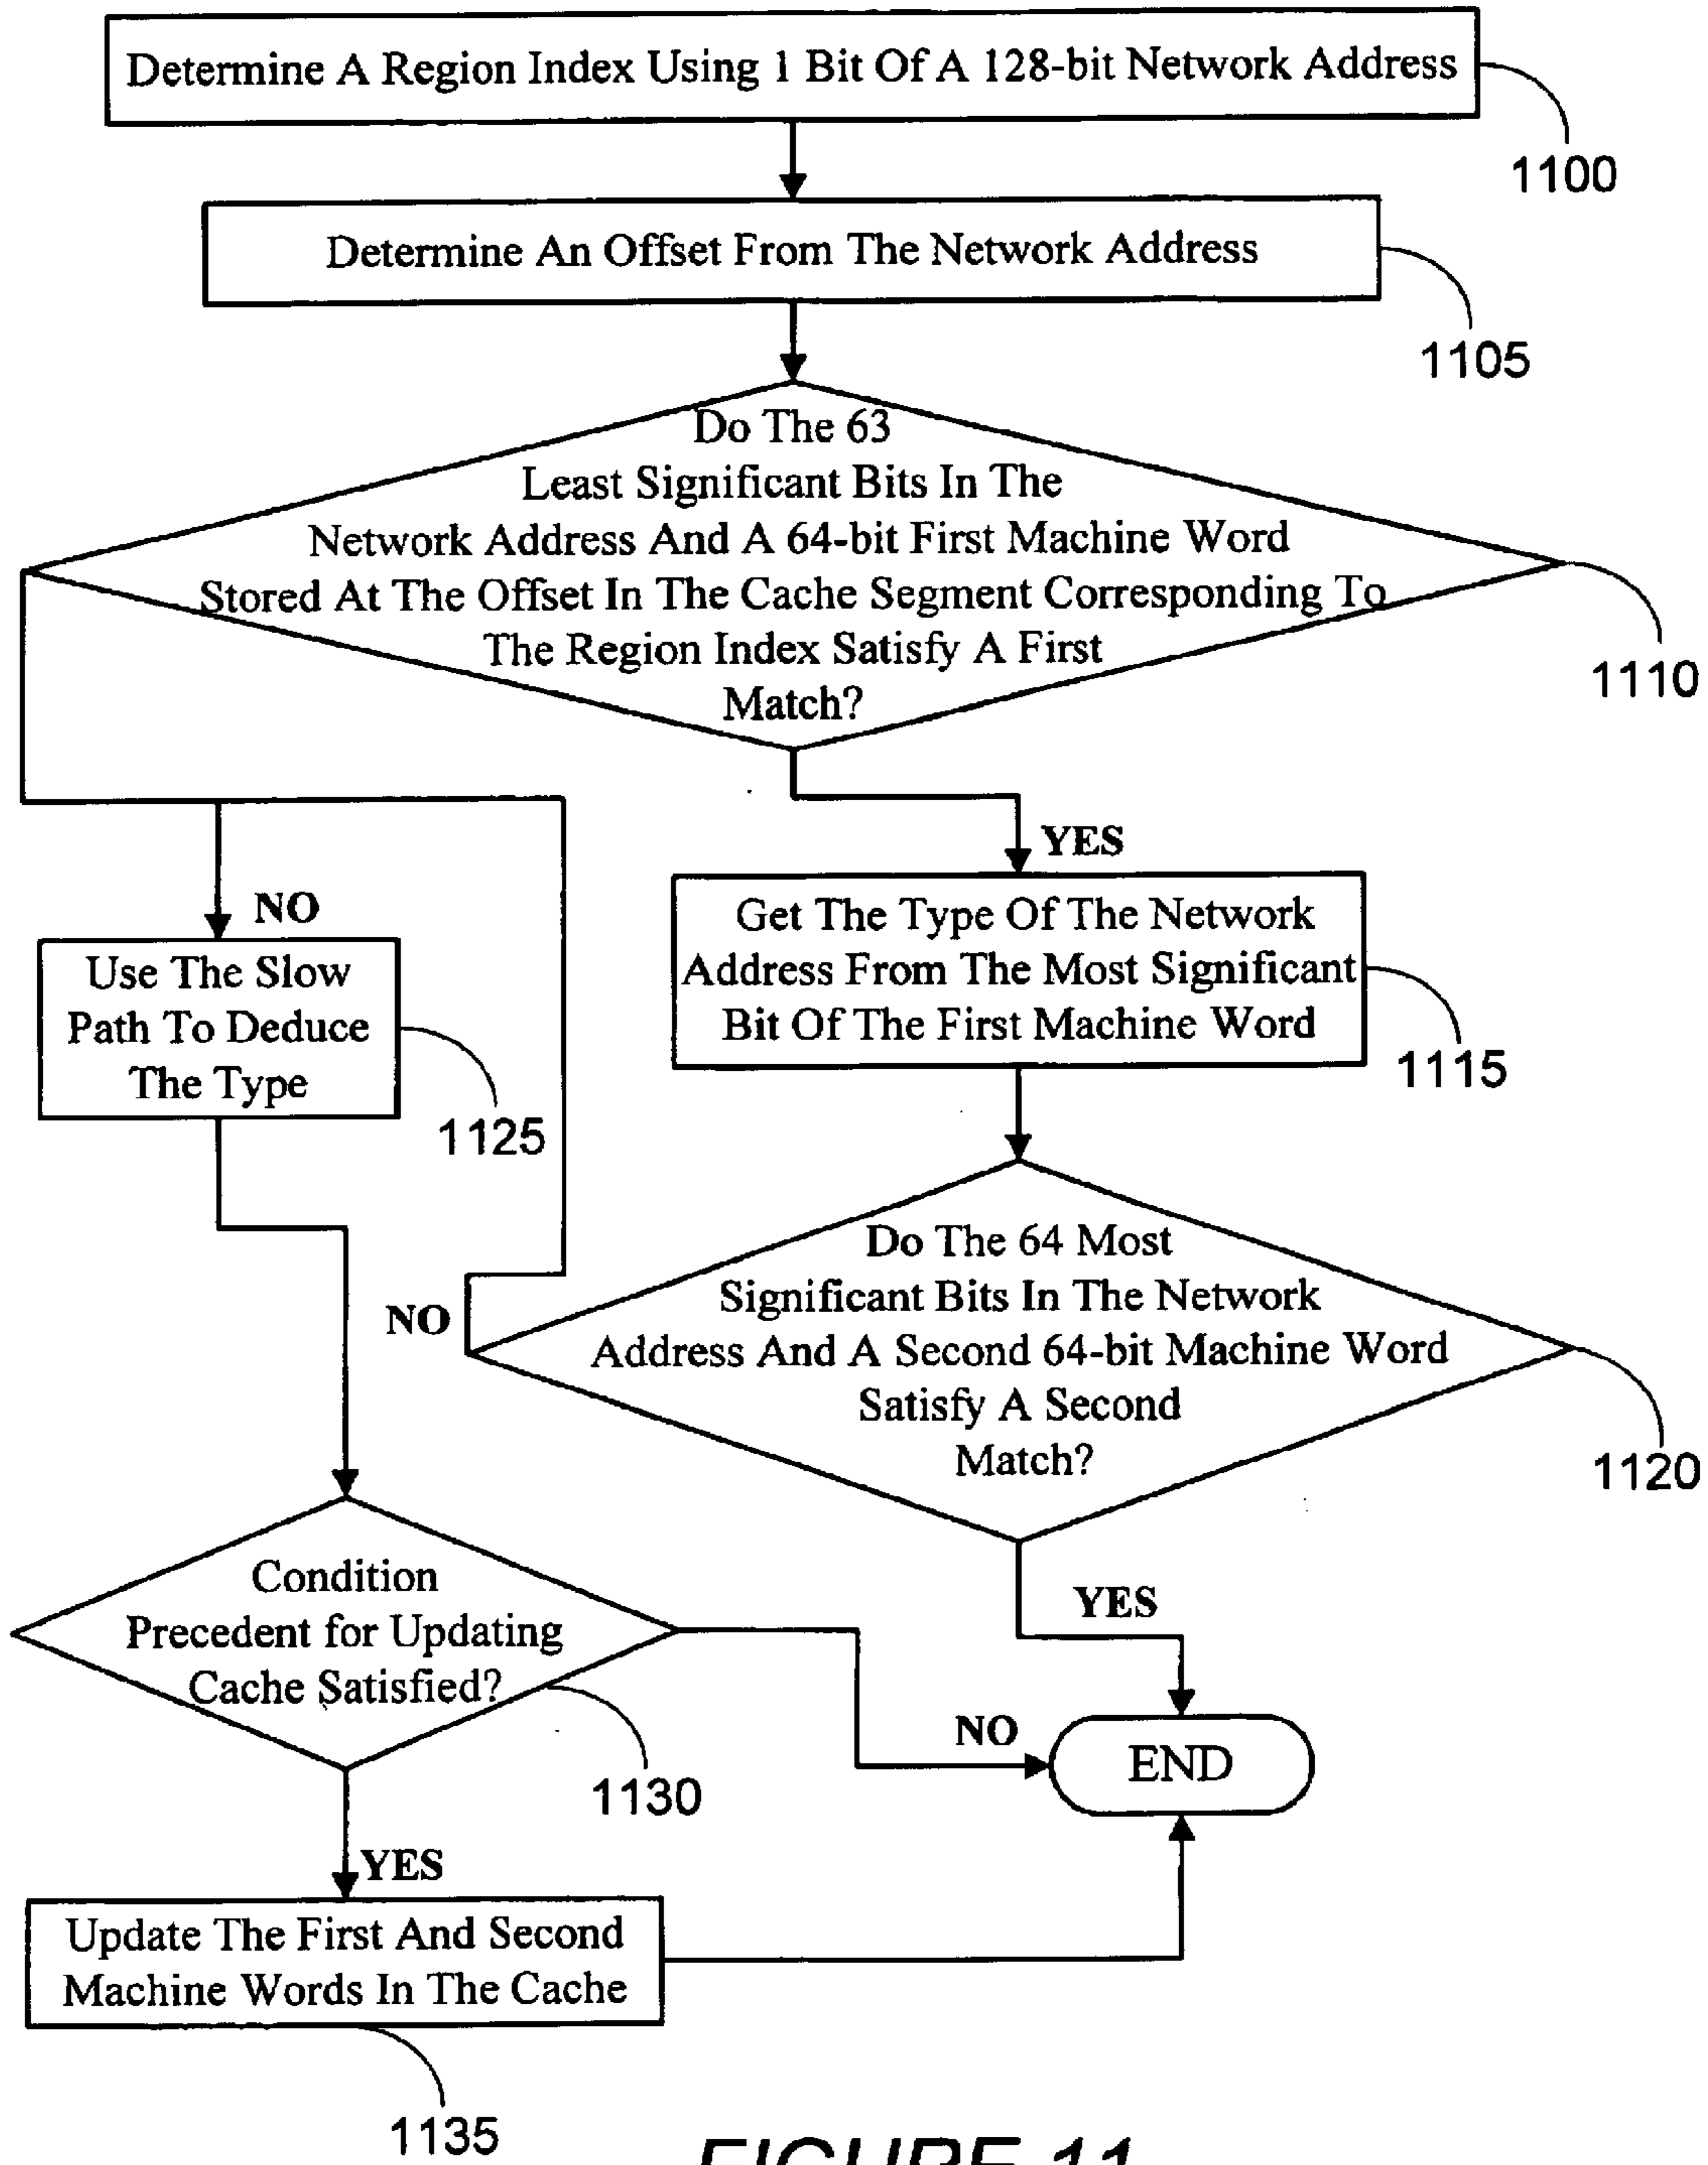 Determine A Region Index Using 1 Bit Of A 128-bit Network Address
1100
Determine An Offset From The Network Address
1105
Do The 63
Least Significant Bits In The
Network Address And A 64-bit First Machine Word
Stored At The Offset In The Cache Segment Corresponding To
The Region Index Satisfy A First
Match?
1110
YES
NO
Get The Type Of The Network
Address From The Most Significant
Bit Of The First Machine Word
1115
Use The Slow
Path To Deduce
The Type
1125
Do The 64 Most
Significant Bits In The Network
Address And A Second 64-bit Machine Word
Satisfy A Second
Match?
1120
NO
YES
Condition
Precedent for Updating
Cache Satisfied?
1130
NO
END
YES
Update The First And Second
Machine Words In The Cache
1135
FIGURE 11